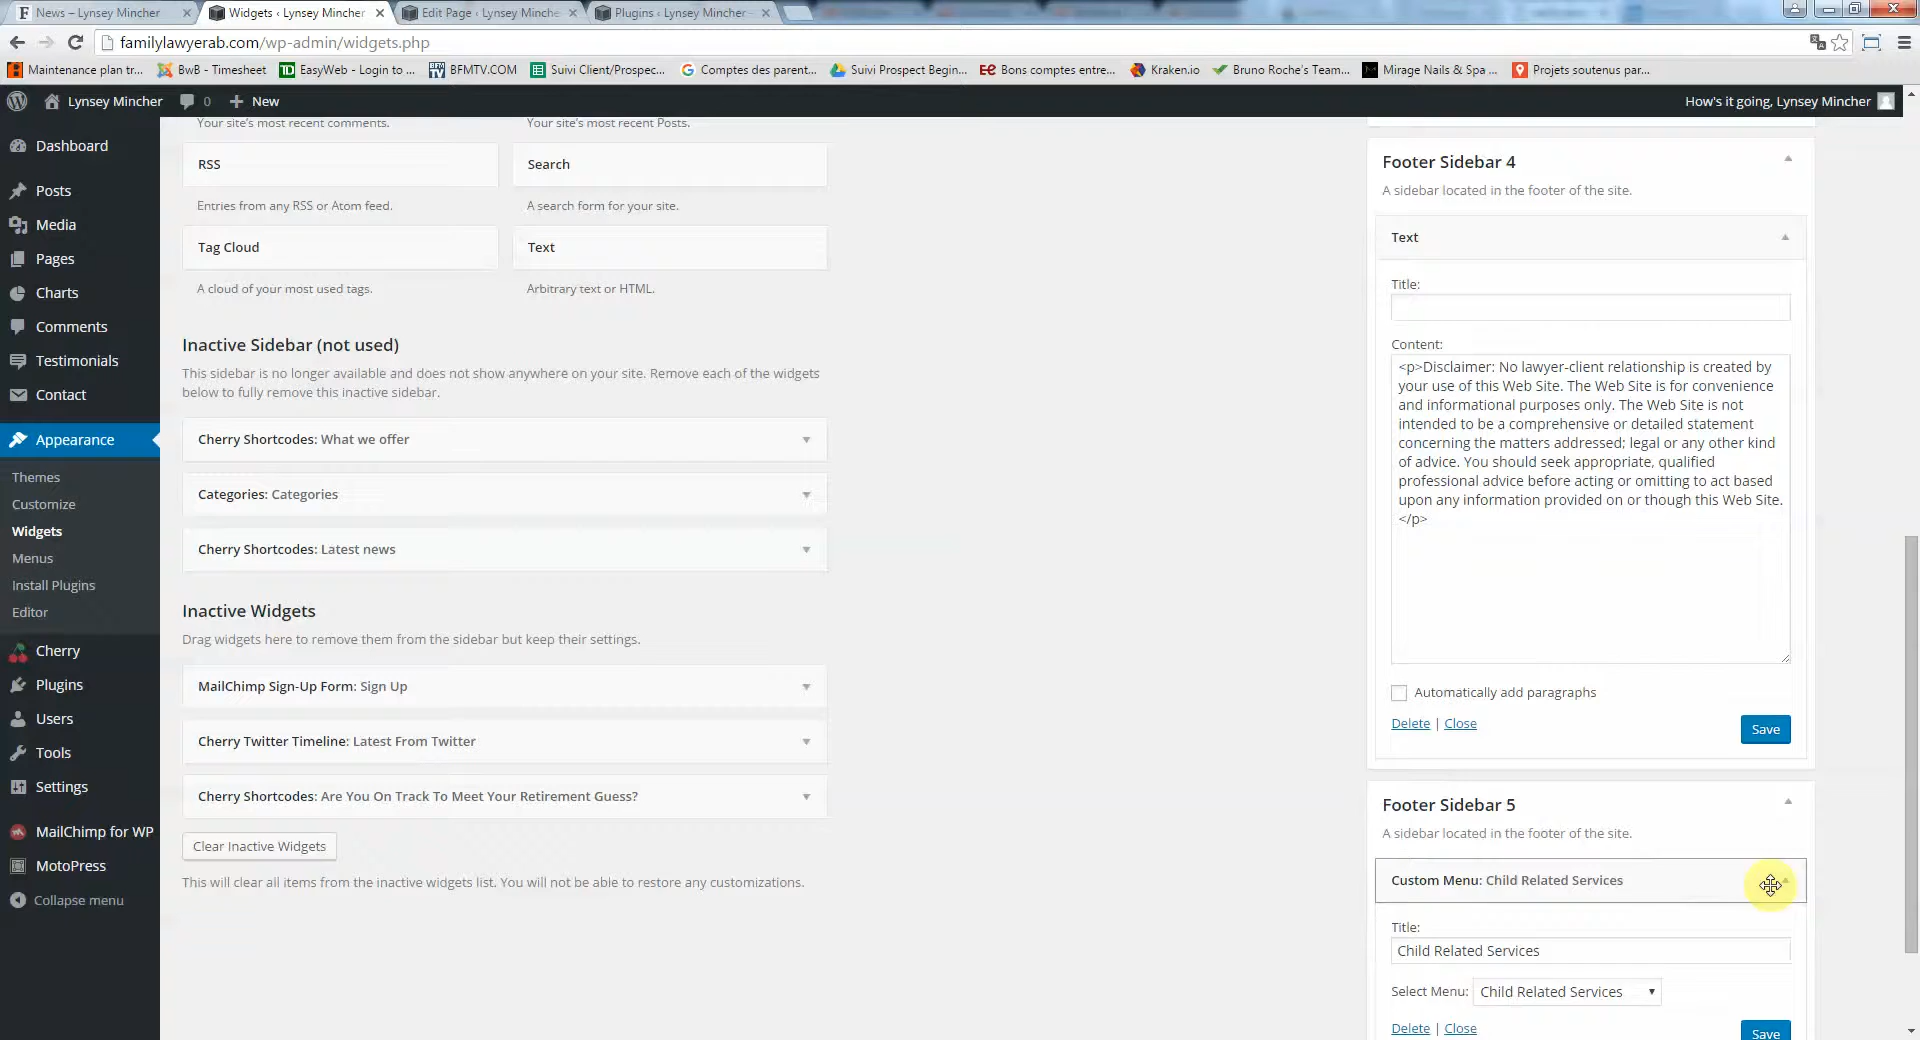 News – Lynsey Mincher
Widgets ‹ Lynsey Mincher
Edit Page ‹ Lynsey Minche
Plugins ‹ Lynsey Mincher
familylawyerab.com/wp-admin/widgets.php
Maintenance plan tr...
BwB - Timesheet
EasyWeb - Login to ...
BFMTV.COM
Suivi Client/Prospec...
Comptes des parent...
Suivi Prospect Begin...
Bons comptes entre...
Kraken.io
Bruno Roche's Team...
Mirage Nails & Spa ...
Projets soutenus par...
Lynsey Mincher
0
New
How's it going, Lynsey Mincher
Dashboard
Posts
Media
Pages
Charts
Comments
Testimonials
Contact
Appearance
Themes
Customize
Widgets
Menus
Install Plugins
Editor
Cherry
Plugins
Users
Tools
Settings
MailChimp for WP
MotoPress
Collapse menu
Your site's most recent comments.
Your site's most recent Posts.
RSS
Search
Entries from any RSS or Atom feed.
A search form for your site.
Tag Cloud
Text
A cloud of your most used tags.
Arbitrary text or HTML.
Inactive Sidebar (not used)
This sidebar is no longer available and does not show anywhere on your site. Remove each of the widgets
below to fully remove this inactive sidebar.
Cherry Shortcodes: What we offer
Categories: Categories
Cherry Shortcodes: Latest news
Inactive Widgets
Drag widgets here to remove them from the sidebar but keep their settings.
MailChimp Sign-Up Form: Sign Up
Cherry Twitter Timeline: Latest From Twitter
Cherry Shortcodes: Are You On Track To Meet Your Retirement Guess?
Clear Inactive Widgets
This will clear all items from the inactive widgets list. You will not be able to restore any customizations.
Footer Sidebar 4
A sidebar located in the footer of the site.
Text
Title:
Content:
<p>Disclaimer: No lawyer-client relationship is created by
your use of this Web Site. The Web Site is for convenience
and informational purposes only. The Web Site is not
intended to be a comprehensive or detailed statement
concerning the matters addressed; legal or any other kind
of advice. You should seek appropriate, qualified
professional advice before acting or omitting to act based
upon any information provided on or though this Web Site.
</p>
Automatically add paragraphs
Delete | Close
Save
Footer Sidebar 5
A sidebar located in the footer of the site.
Custom Menu: Child Related Services
Title:
Child Related Services
Select Menu: Child Related Services
Delete | Close
Save